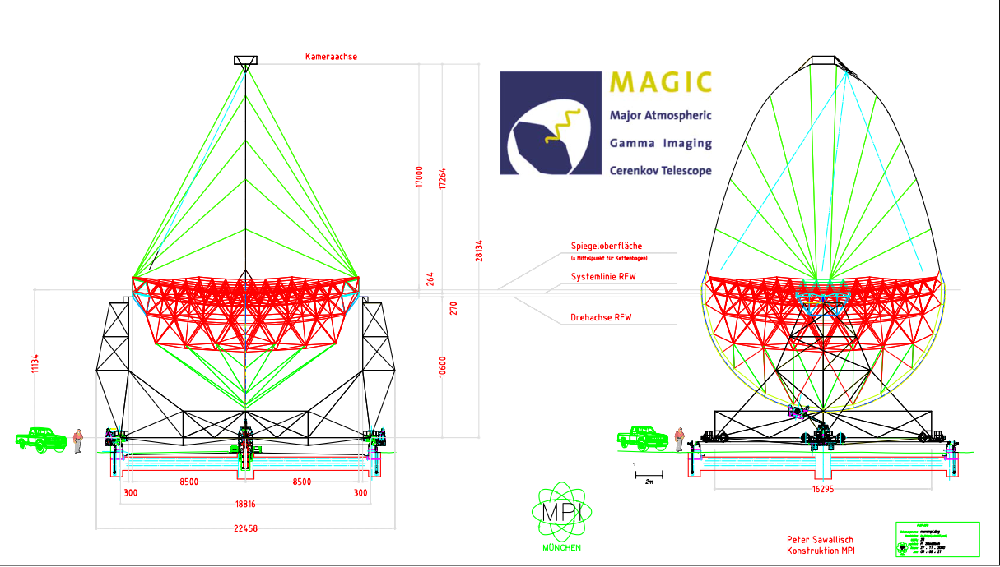 Kameraachse
MAGIC
Major Atmospheric
Gamma Imaging
Cerenkov Telescope
17000
17264
28134
Spiegeloberfläche
(= Mittelpunkt für Kettenbogen)
Systemlinie RFW
Drehachse RFW
264
270
10600
11134
8500
8500
300
300
18816
22458
2m
16295
MPI
MÜNCHEN
Peter Sawallisch
Konstruktion MPI
P. Sawallisch